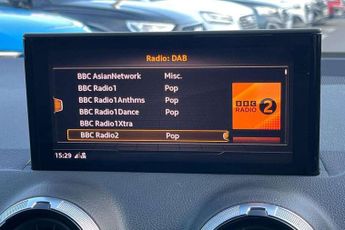 Radio: DAB
BBC AsianNetwork Misc.
BBC Radio1 Pop
BBC Radio1Anthms Pop
BBC Radio1Dance Pop
BBC Radio1Xtra
BBC Radio2 Pop
BBC RADIO 2
15:29